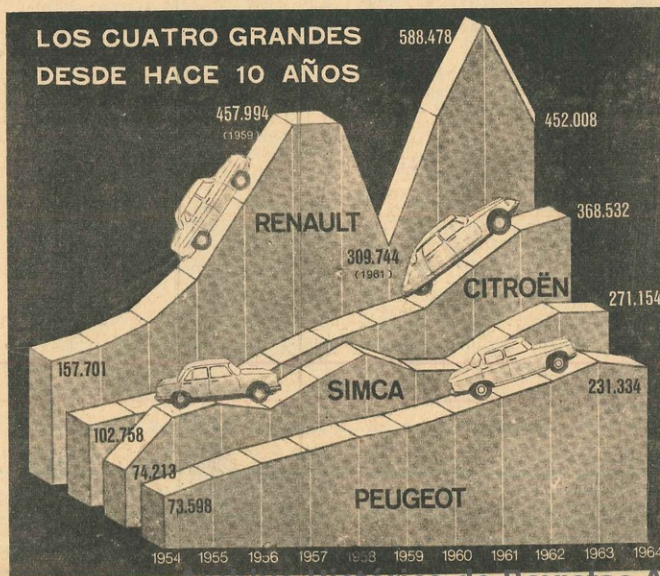 LOS CUATRO GRANDES
DESDE HACE 10 AÑOS
588.478
457.994
(1959)
452.008
RENAULT
368.532
309.744
(1961)
CITROËN
271.154
157.701
SIMCA
231.334
102.758
74.213
73.598
PEUGEOT
1954 1955 1956 1957 1958 1959 1960 1961 1962 1963 1964